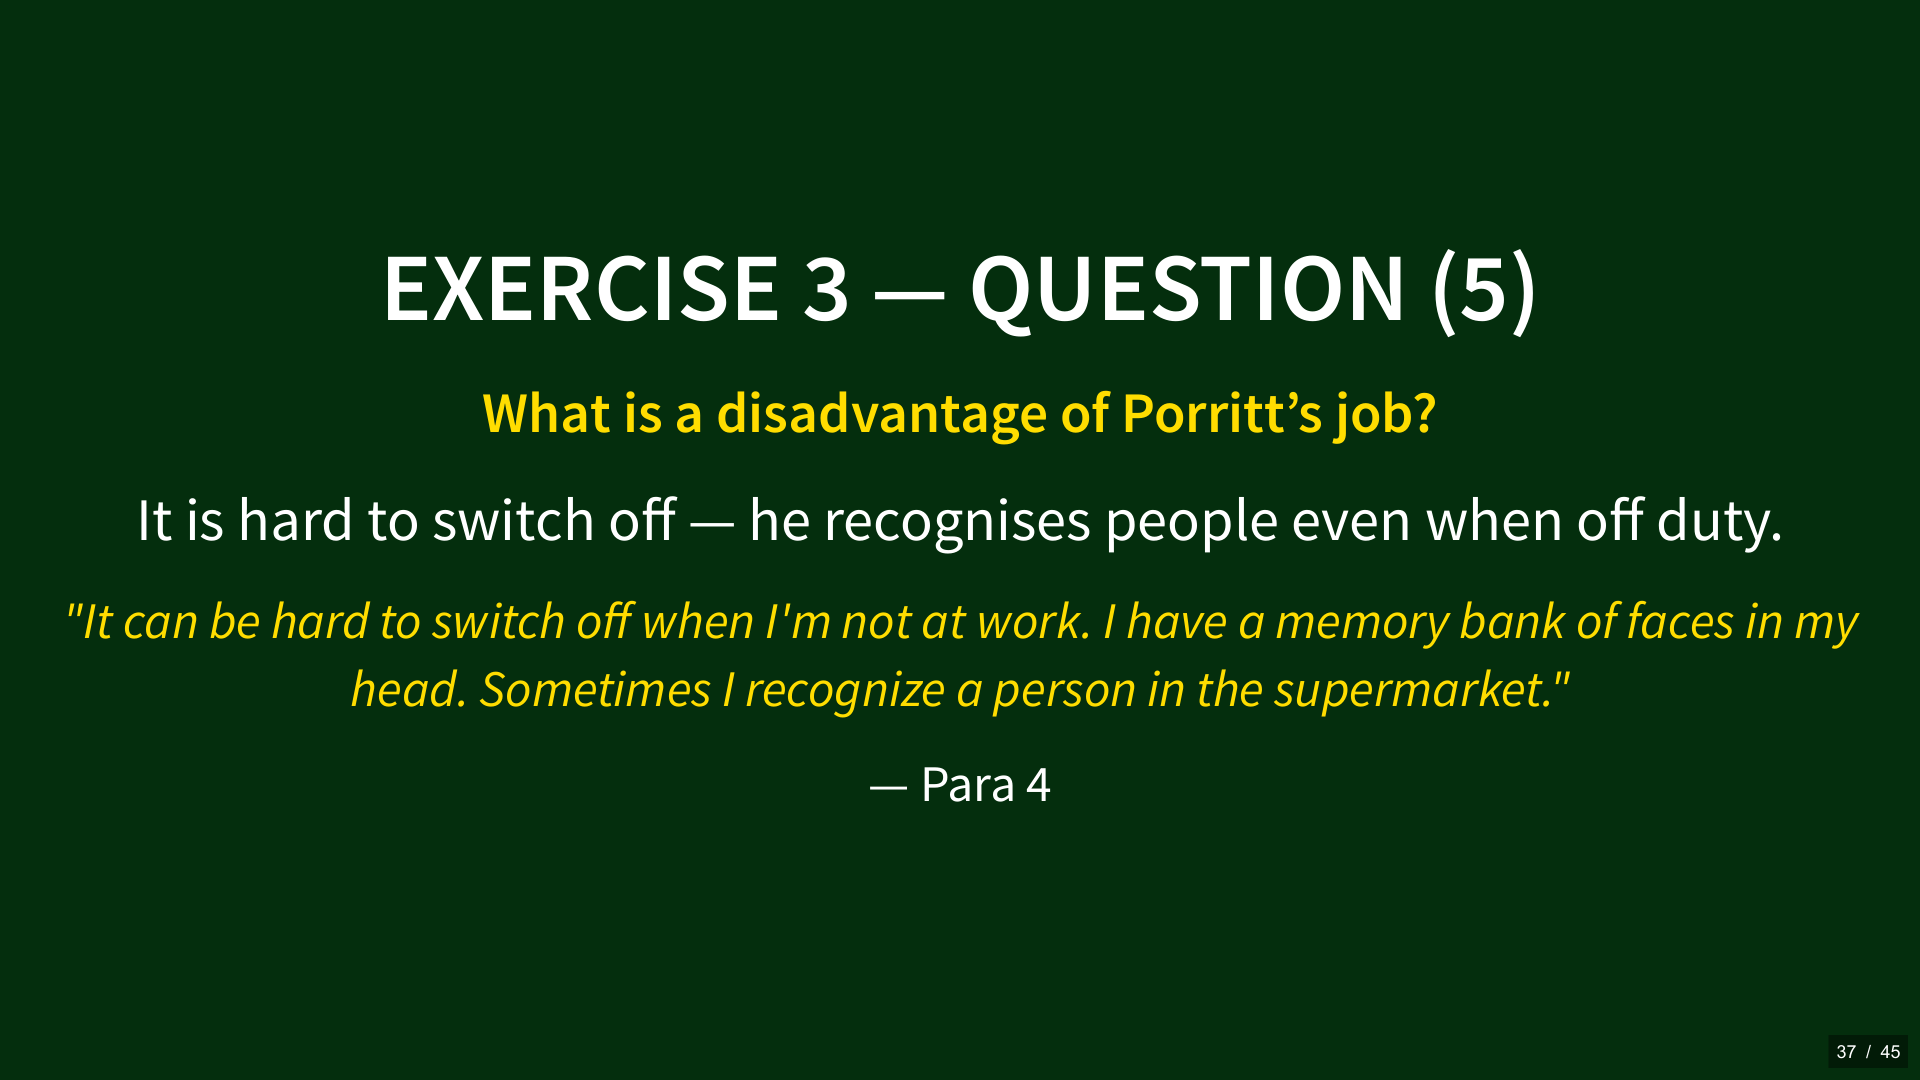 EXERCISE 3 — QUESTION (5)
What is a disadvantage of Porritt’s job?
It is hard to switch off — he recognises people even when off duty.
"It can be hard to switch off when I'm not at work. I have a memory bank of faces in my
head. Sometimes I recognize a person in the supermarket."
— Para 4
37 / 45